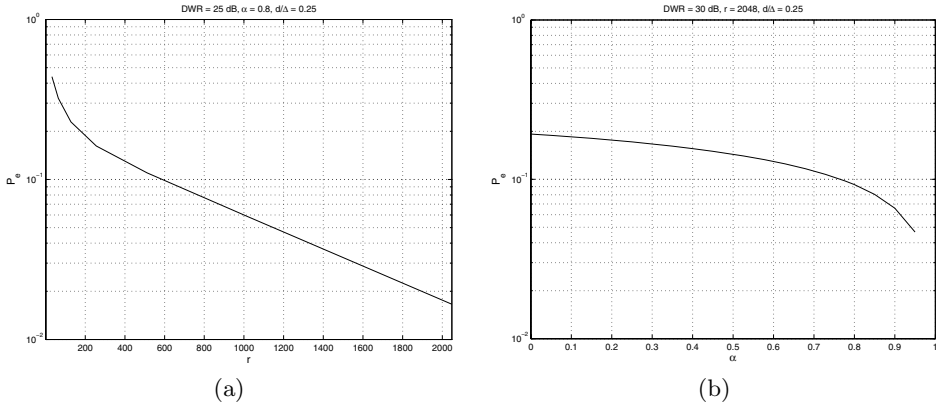 DWR = 25 dB, α = 0.8, d/Δ = 0.25
10^0
10^-1
10^-2
P_e
200 400 600 800 1000 1200 1400 1600 1800 2000
r
(a)
DWR = 30 dB, r = 2048, d/Δ = 0.25
10^0
10^-1
10^-2
P_e
0 0.1 0.2 0.3 0.4 0.5 0.6 0.7 0.8 0.9 1
α
(b)